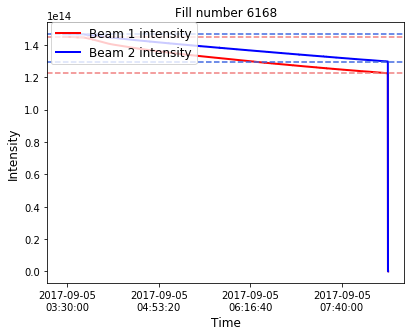 Fill number 6168
1e14
Beam 1 intensity
Beam 2 intensity
1.4
1.2
1.0
0.8
0.6
0.4
0.2
0.0
Intensity
2017-09-05 2017-09-05 2017-09-05 2017-09-05
03:30:00 04:53:20 06:16:40 07:40:00
Time